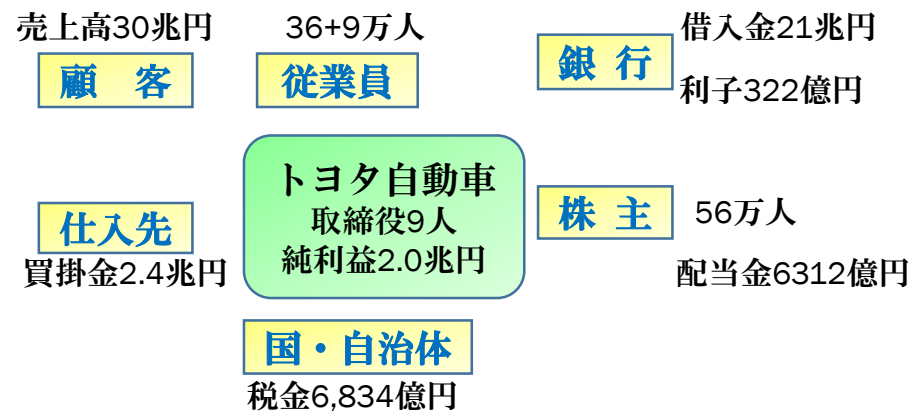 売上高30兆円
顧　客
36+9万人
従業員
銀 行
借入金21兆円
利子322億円
トヨタ自動車
取締役9人
純利益2.0兆円
仕入先
買掛金2.4兆円
株 主
56万人
配当金6312億円
国・自治体
税金6,834億円